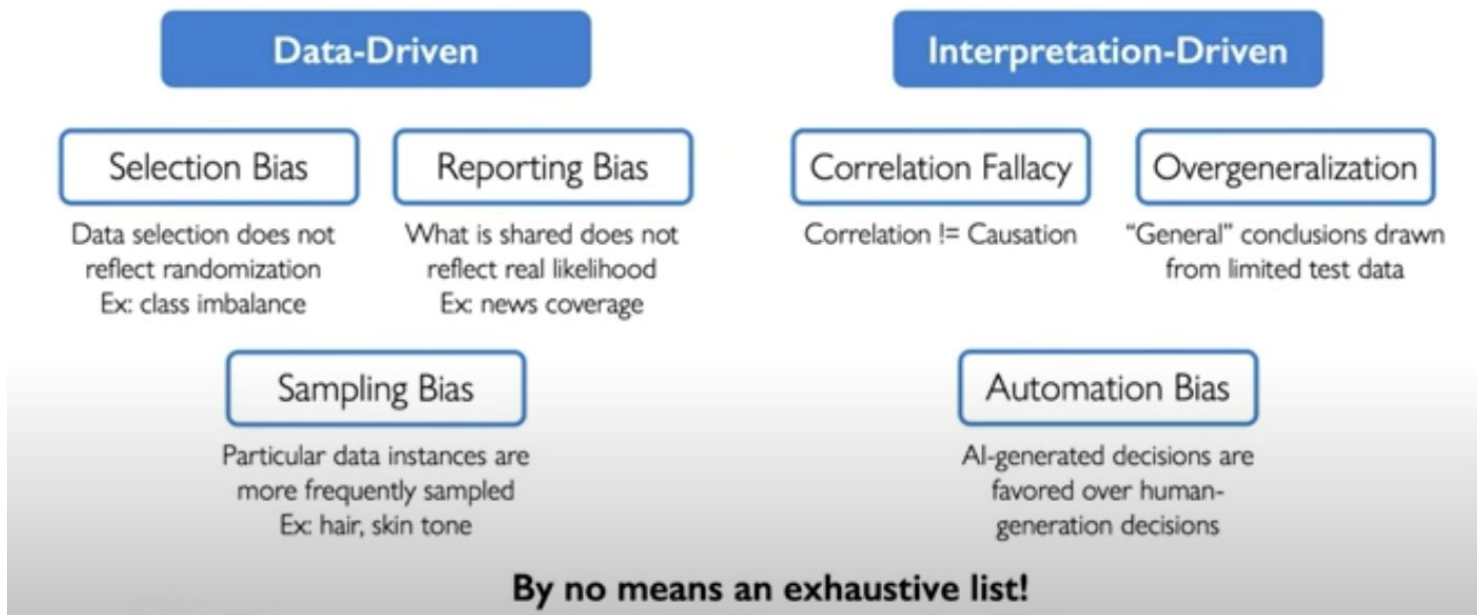 Data-Driven
Interpretation-Driven
Selection Bias
Data selection does not
reflect randomization
Ex: class imbalance
Reporting Bias
What is shared does not
reflect real likelihood
Ex: news coverage
Correlation Fallacy
Correlation != Causation
Overgeneralization
“General” conclusions drawn
from limited test data
Sampling Bias
Particular data instances are
more frequently sampled
Ex: hair, skin tone
Automation Bias
AI-generated decisions are
favored over human-
generation decisions
By no means an exhaustive list!